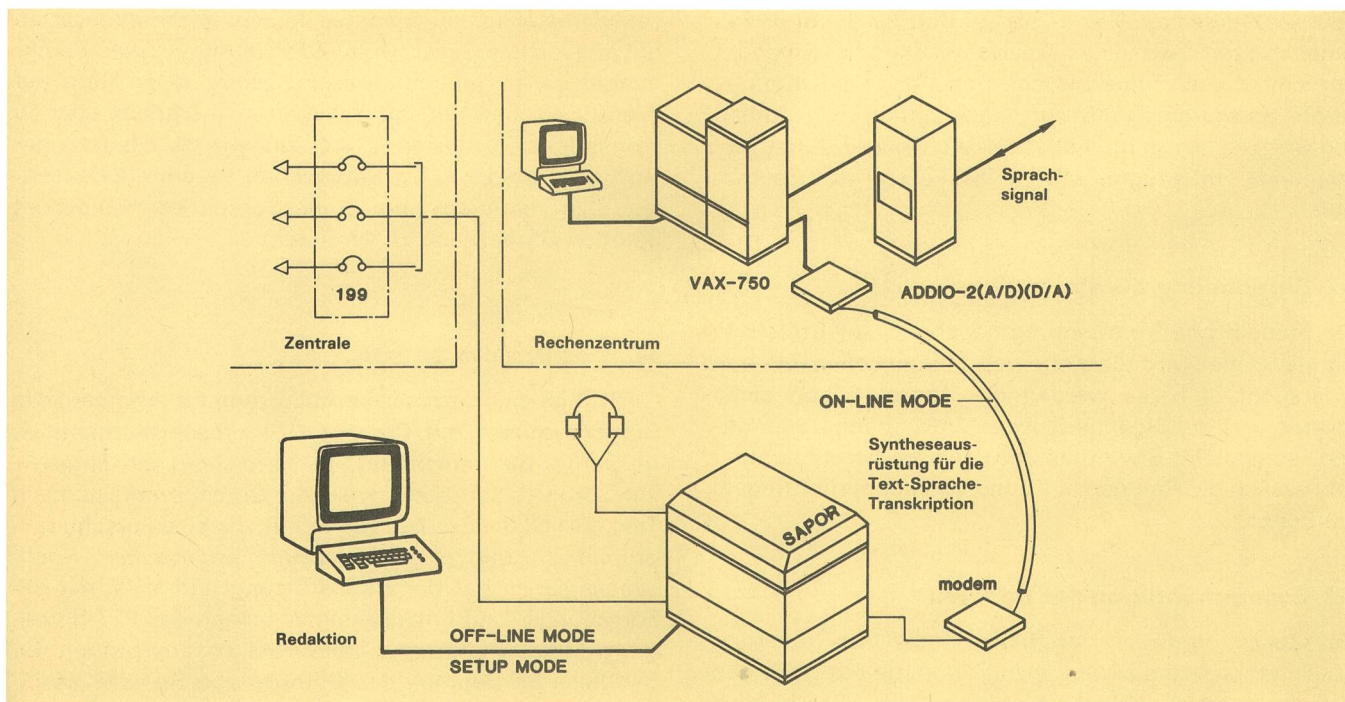 Sprach-
signal
VAX-750
ADDIO-2(A/D)(D/A)
199
Zentrale
Rechenzentrum
ON-LINE MODE
Syntheseaus-
rüstung für die
Text-Sprache-
Transkription
SAPOR
modem
Redaktion
OFF-LINE MODE
SETUP MODE